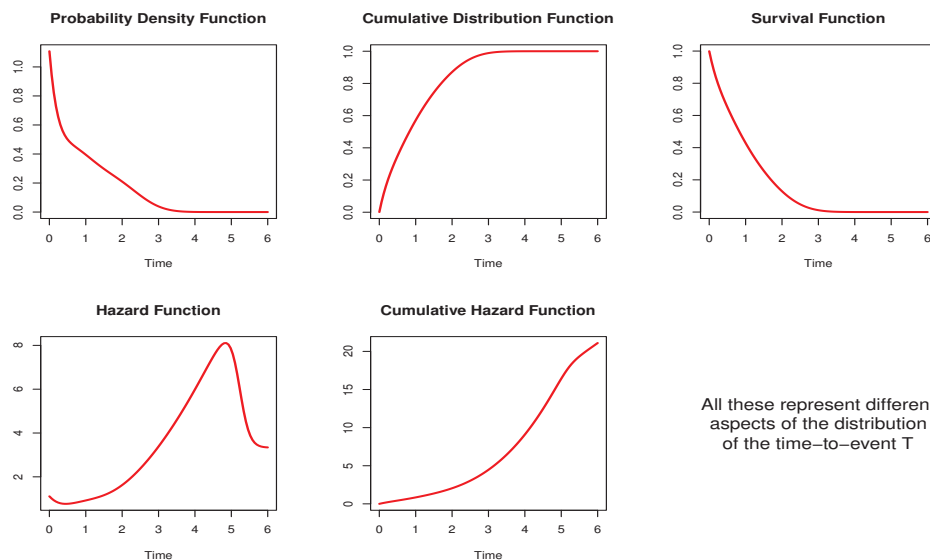 Probability Density Function
Cumulative Distribution Function
Survival Function
0.0 0.2 0.4 0.6 0.8 1.0
0 1 2 3 4 5 6
Time
0.0 0.2 0.4 0.6 0.8 1.0
0 1 2 3 4 5 6
Time
0.0 0.2 0.4 0.6 0.8 1.0
0 1 2 3 4 5 6
Time
Hazard Function
Cumulative Hazard Function
2 4 6 8
0 1 2 3 4 5 6
Time
0 5 10 15 20
0 1 2 3 4 5 6
Time
All these represent differen
aspects of the distribution
of the time−to−event T